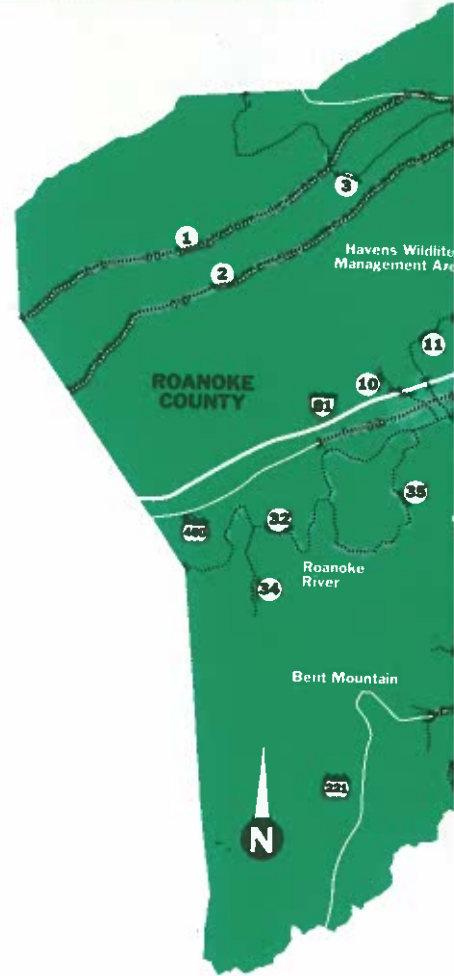 3
1
2
Havens Wildlife
Management Are
11
ROANOKE
COUNTY
10
81
35
460
32
Roanoke
River
34
Bent Mountain
221
N